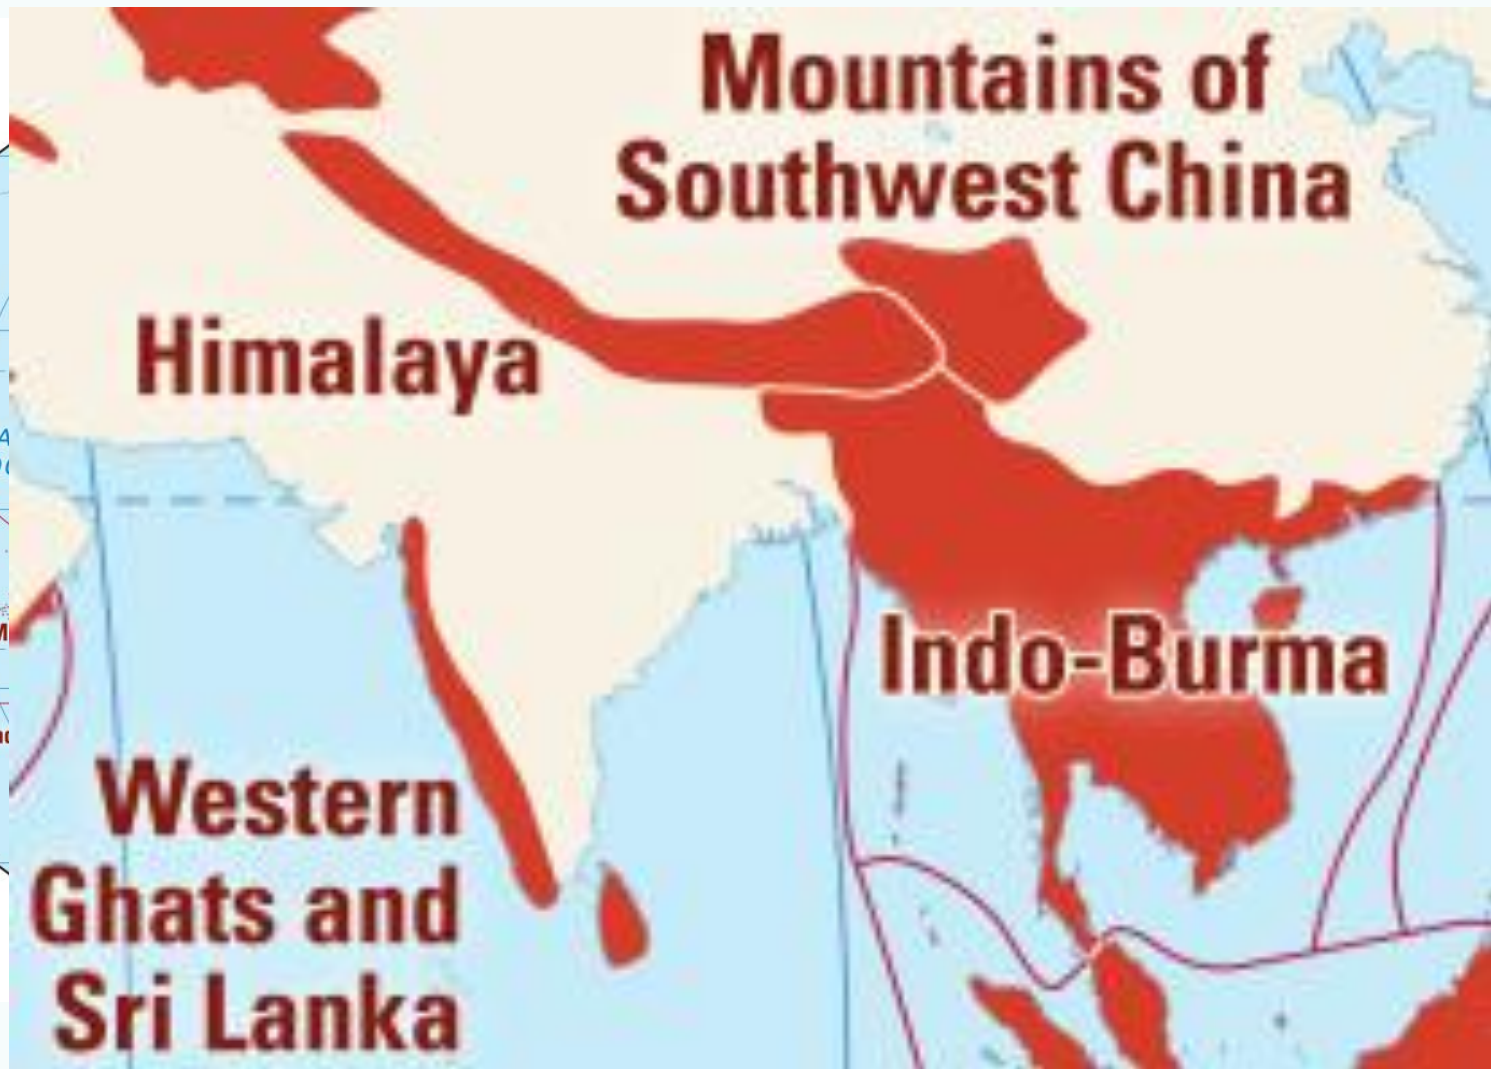 Mountains of
Southwest China
Himalaya
Indo-Burma
Western
Ghats and
Sri Lanka